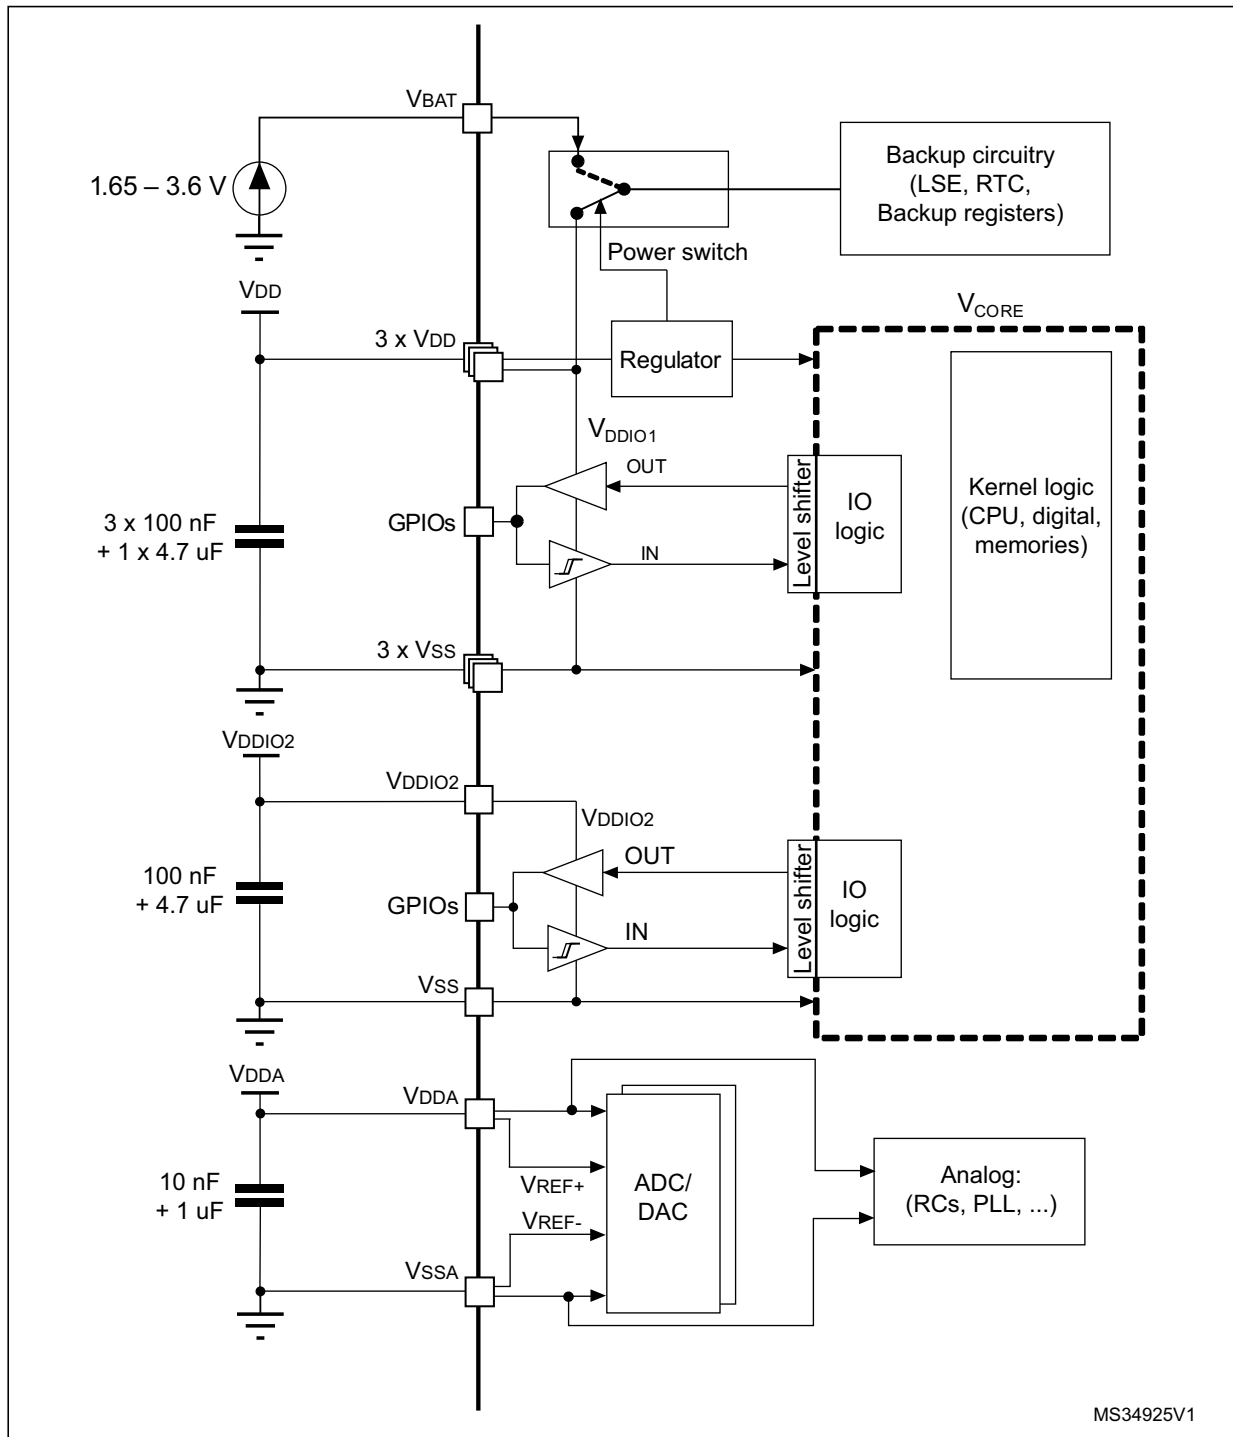 VBAT
1.65 – 3.6 V
Backup circuitry
(LSE, RTC,
Backup registers)
Power switch
VDD
VCORE
3 x VDD
Regulator
VDDIO1
OUT
Level shifter
IO
logic
Kernel logic
(CPU, digital,
memories)
3 x 100 nF
+ 1 x 4.7 uF
GPIOs
IN
3 x VSS
VDDIO2
VDDIO2
VDDIO2
OUT
Level shifter
IO
logic
100 nF
+ 4.7 uF
GPIOs
IN
VSS
VDDA
VDDA
10 nF
+ 1 uF
VREF+
VREF-
ADC/
DAC
Analog:
(RCs, PLL, ...)
VSSA
MS34925V1